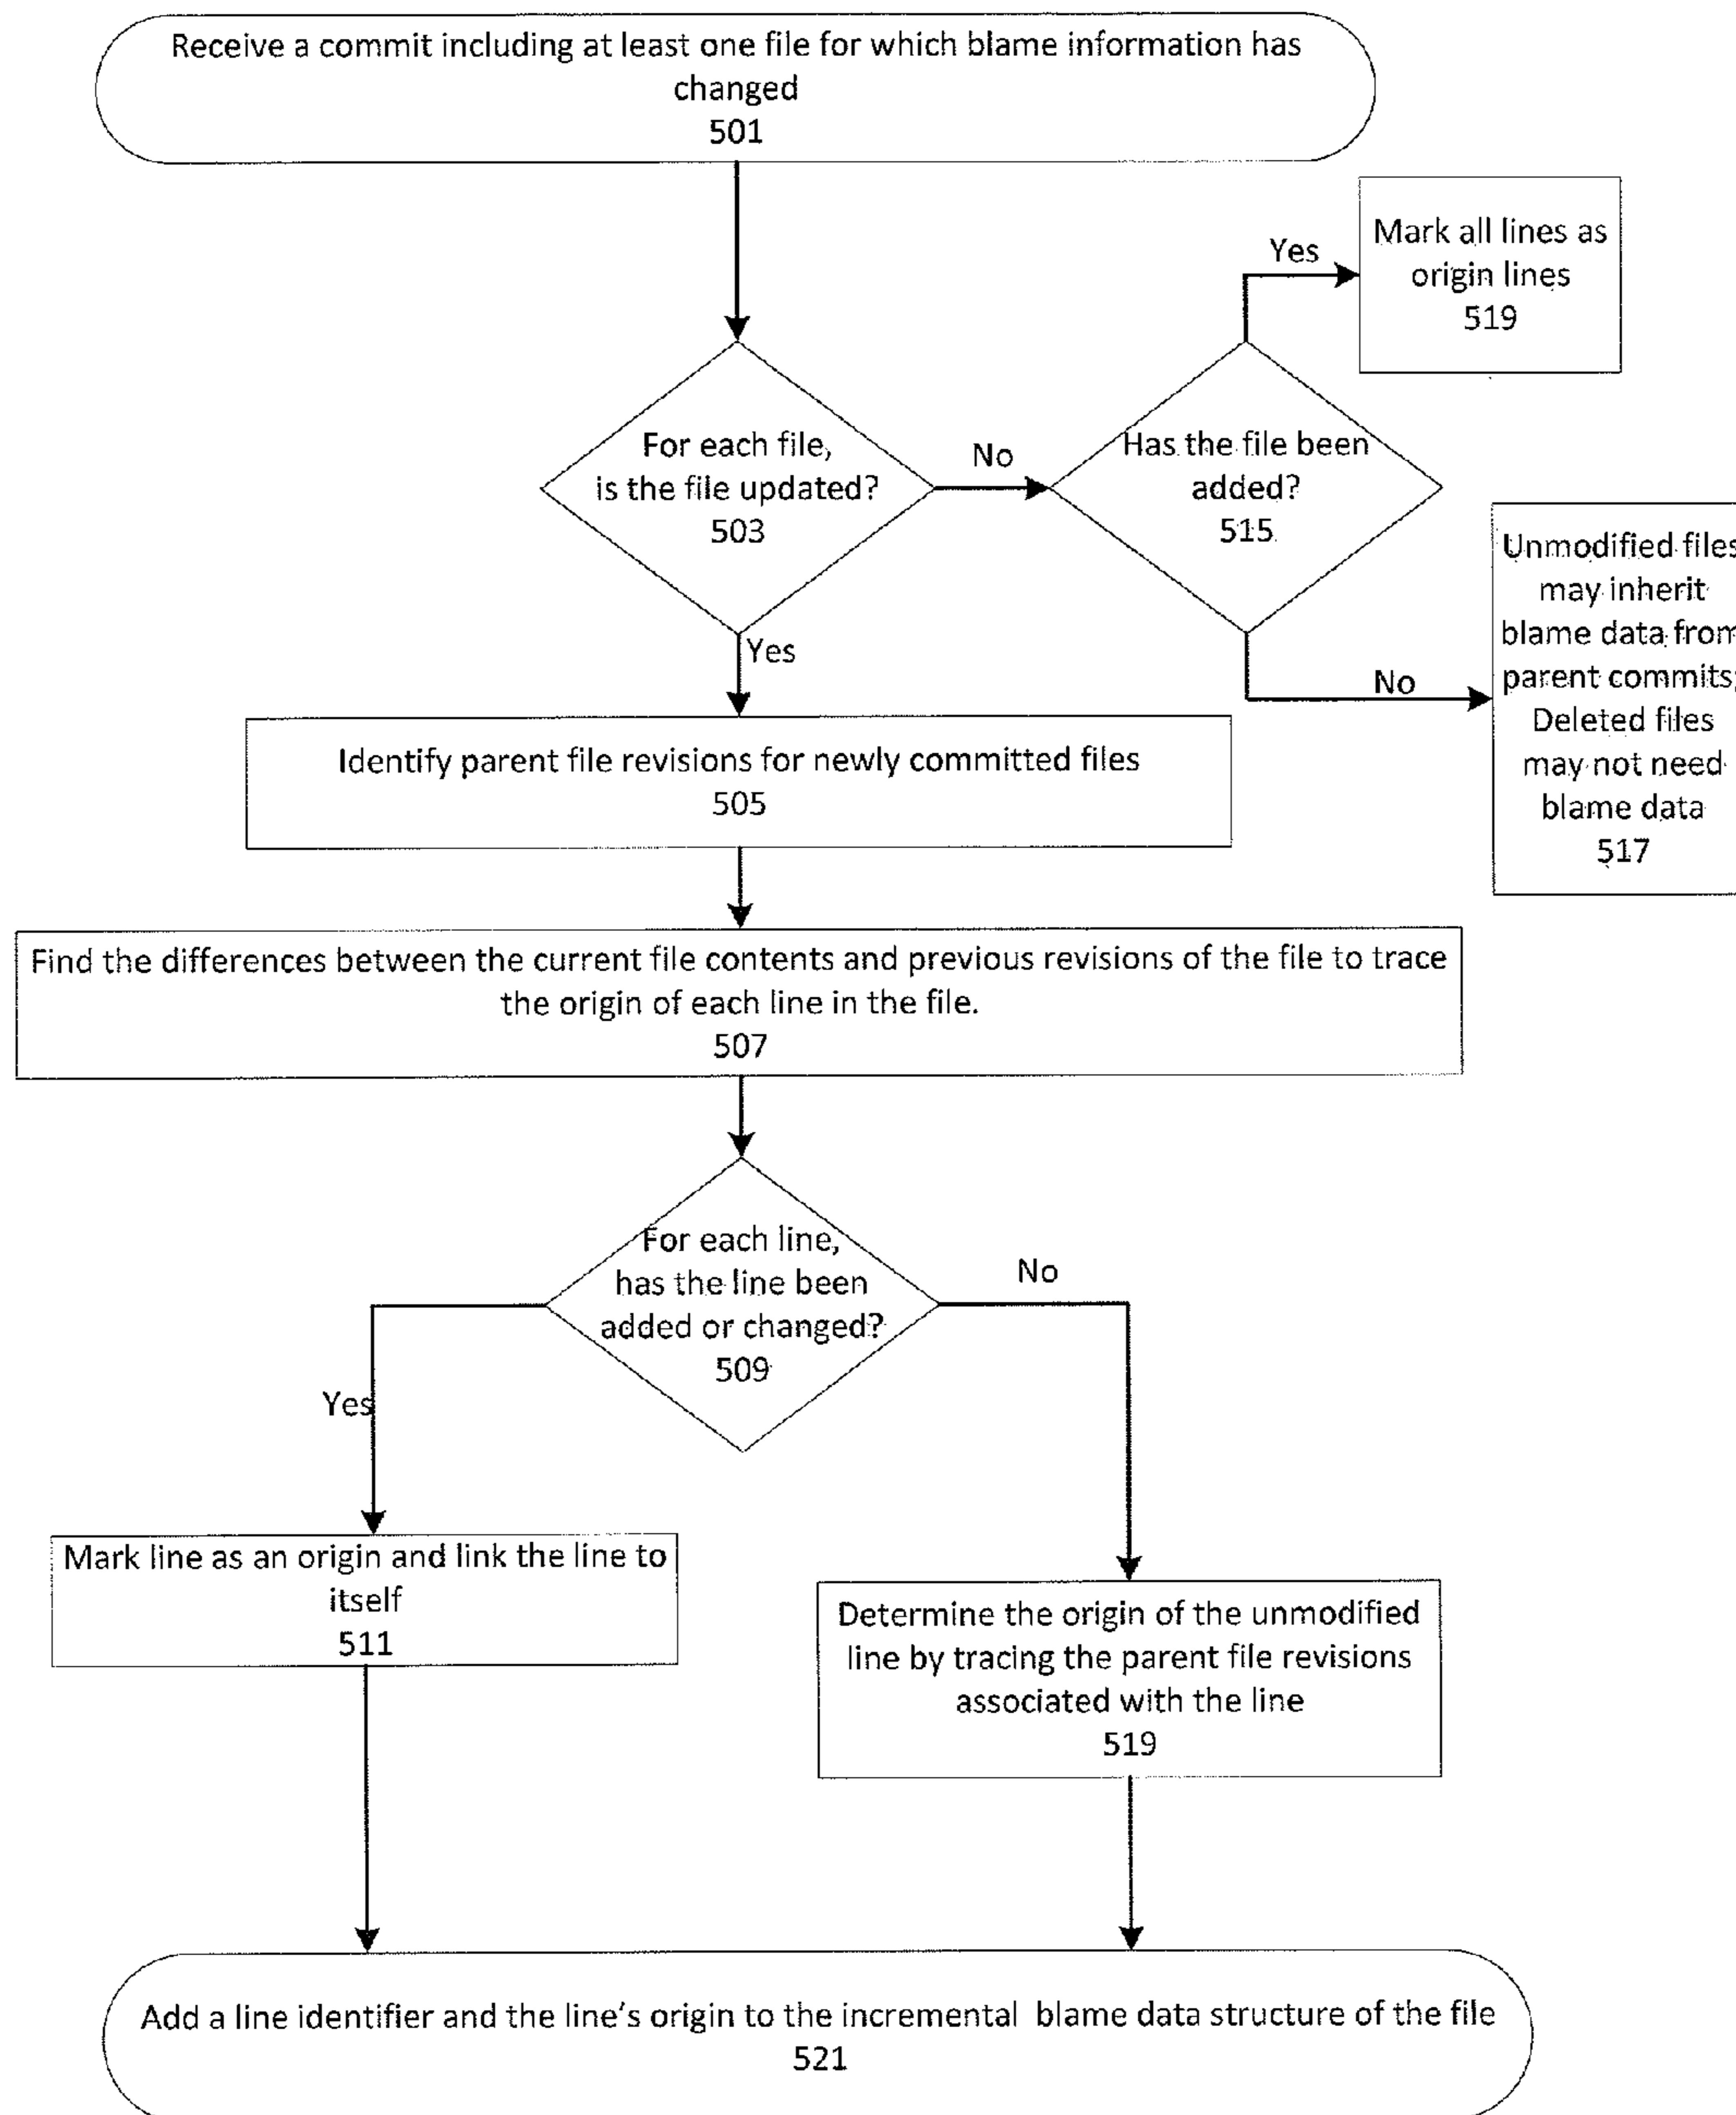 Receive a commit including at least one file for which blame information has
changed
501
Mark all lines as
origin lines
519
Yes
For each file,
is the file updated?
503
No
Has the file been
added?
515
Unmodified files
may inherit
blame data from
parent commits;
Deleted files
may not need
blame data
517
No
Yes
Identify parent file revisions for newly committed files
505
Find the differences between the current file contents and previous revisions of the file to trace
the origin of each line in the file.
507
For each line,
has the line been
added or changed?
509
No
Yes
Mark line as an origin and link the line to
itself
511
Determine the origin of the unmodified
line by tracing the parent file revisions
associated with the line
519
Add a line identifier and the line's origin to the incremental blame data structure of the file
521